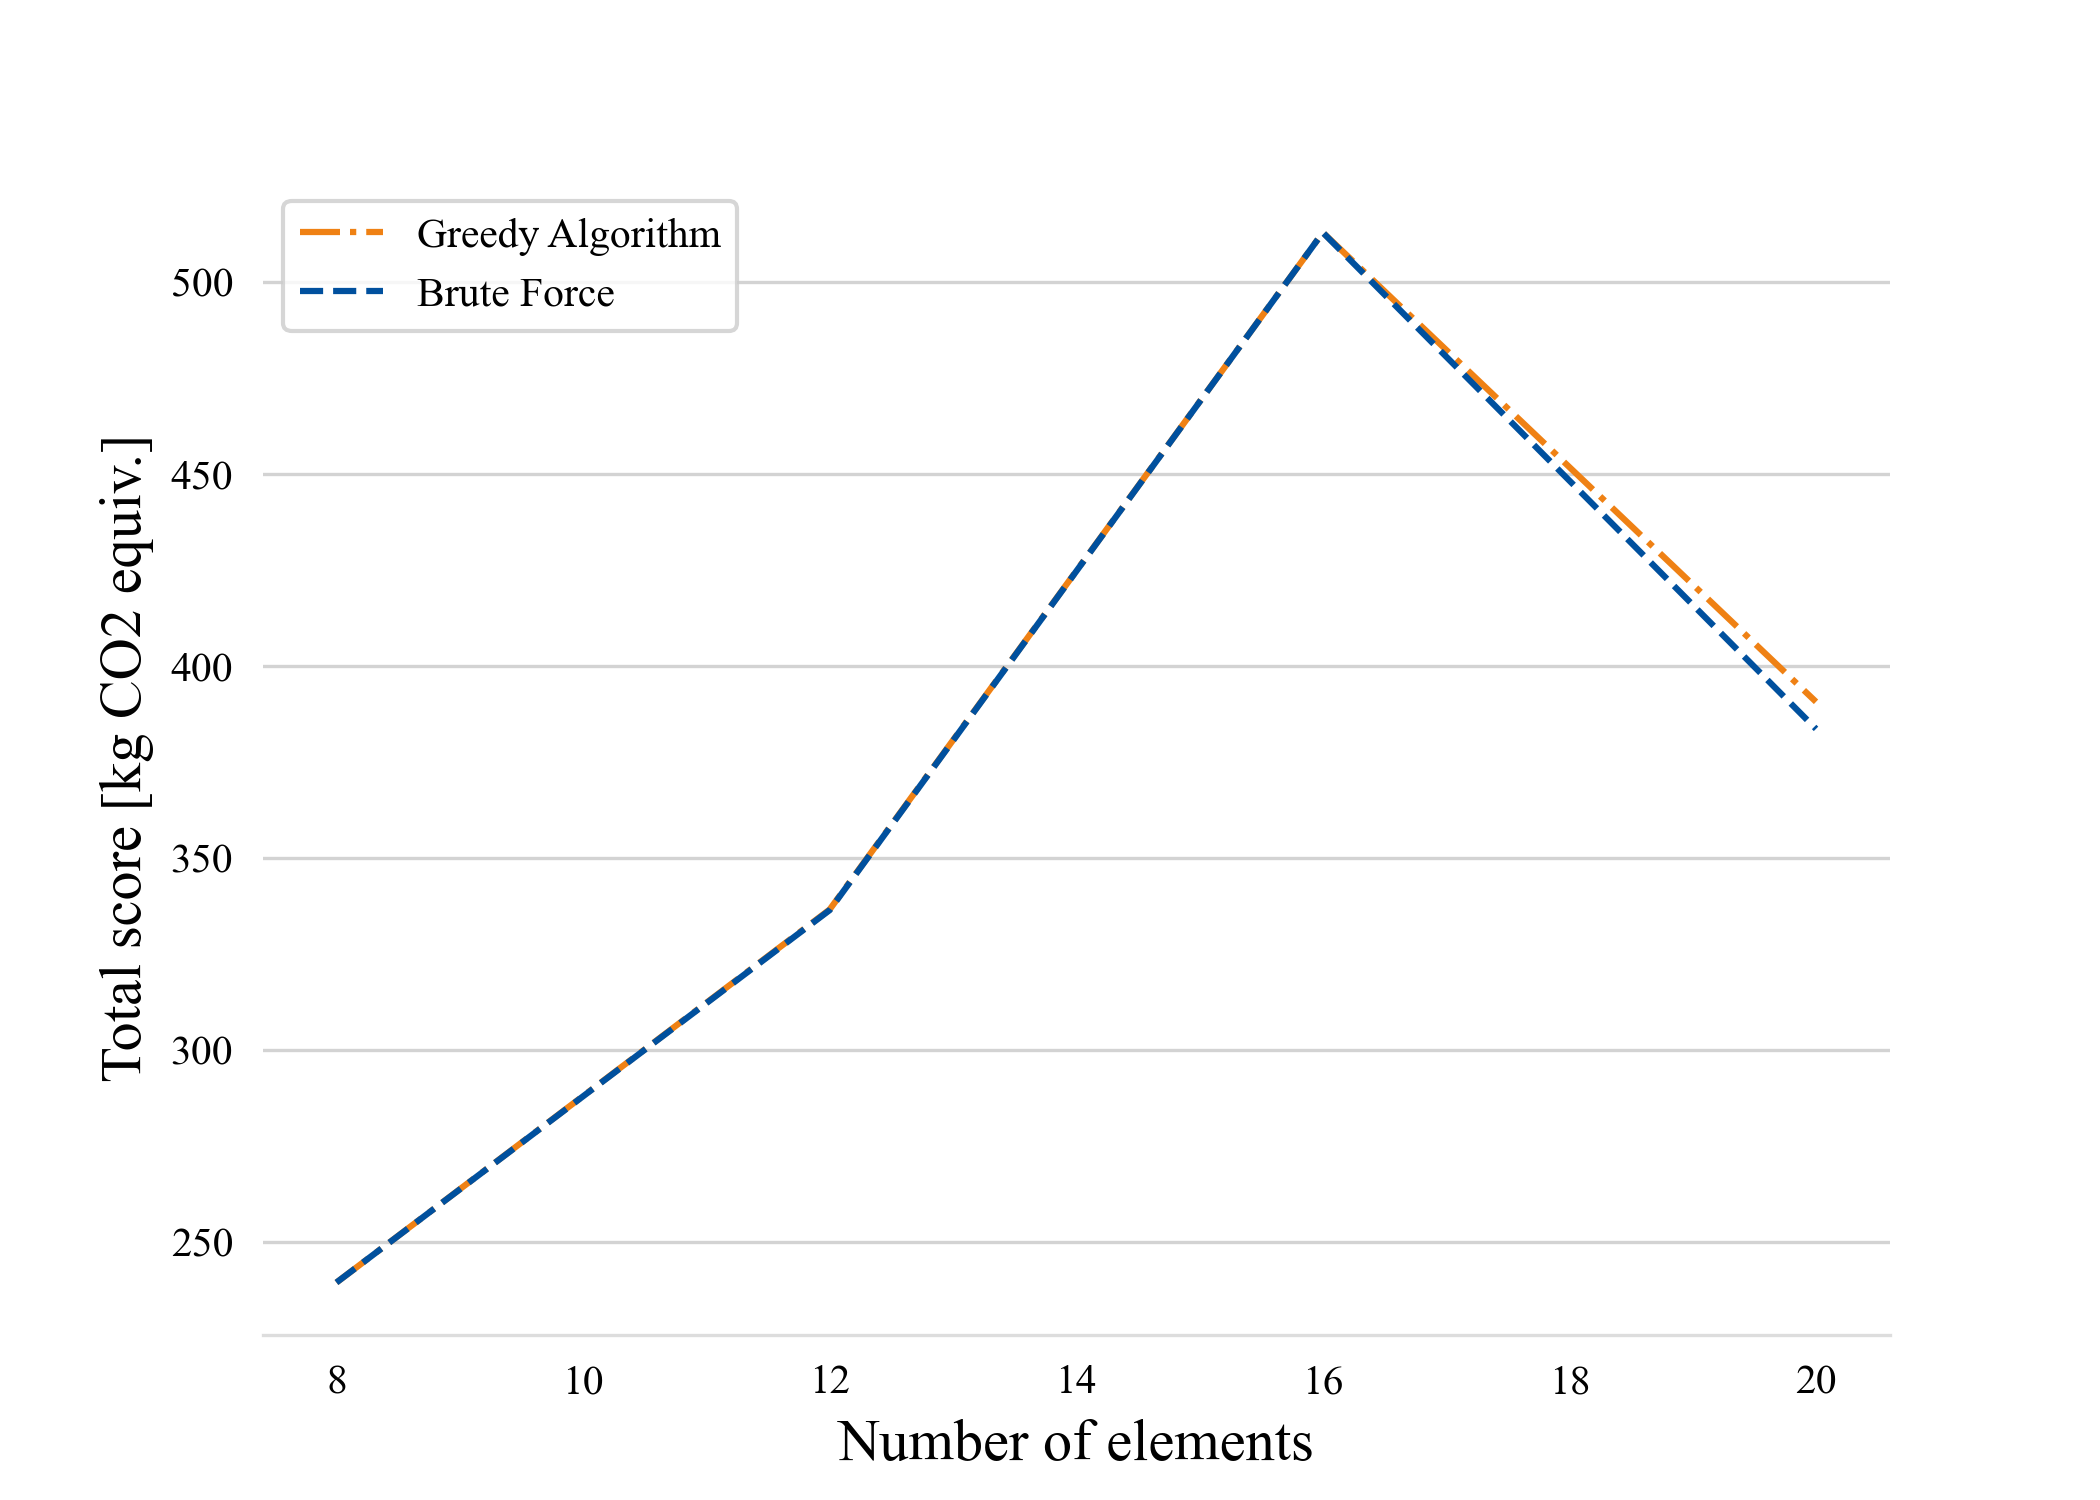 Greedy Algorithm
Brute Force
Total score [kg CO2 equiv.]
500
450
400
350
300
250
8 10 12 14 16 18 20
Number of elements